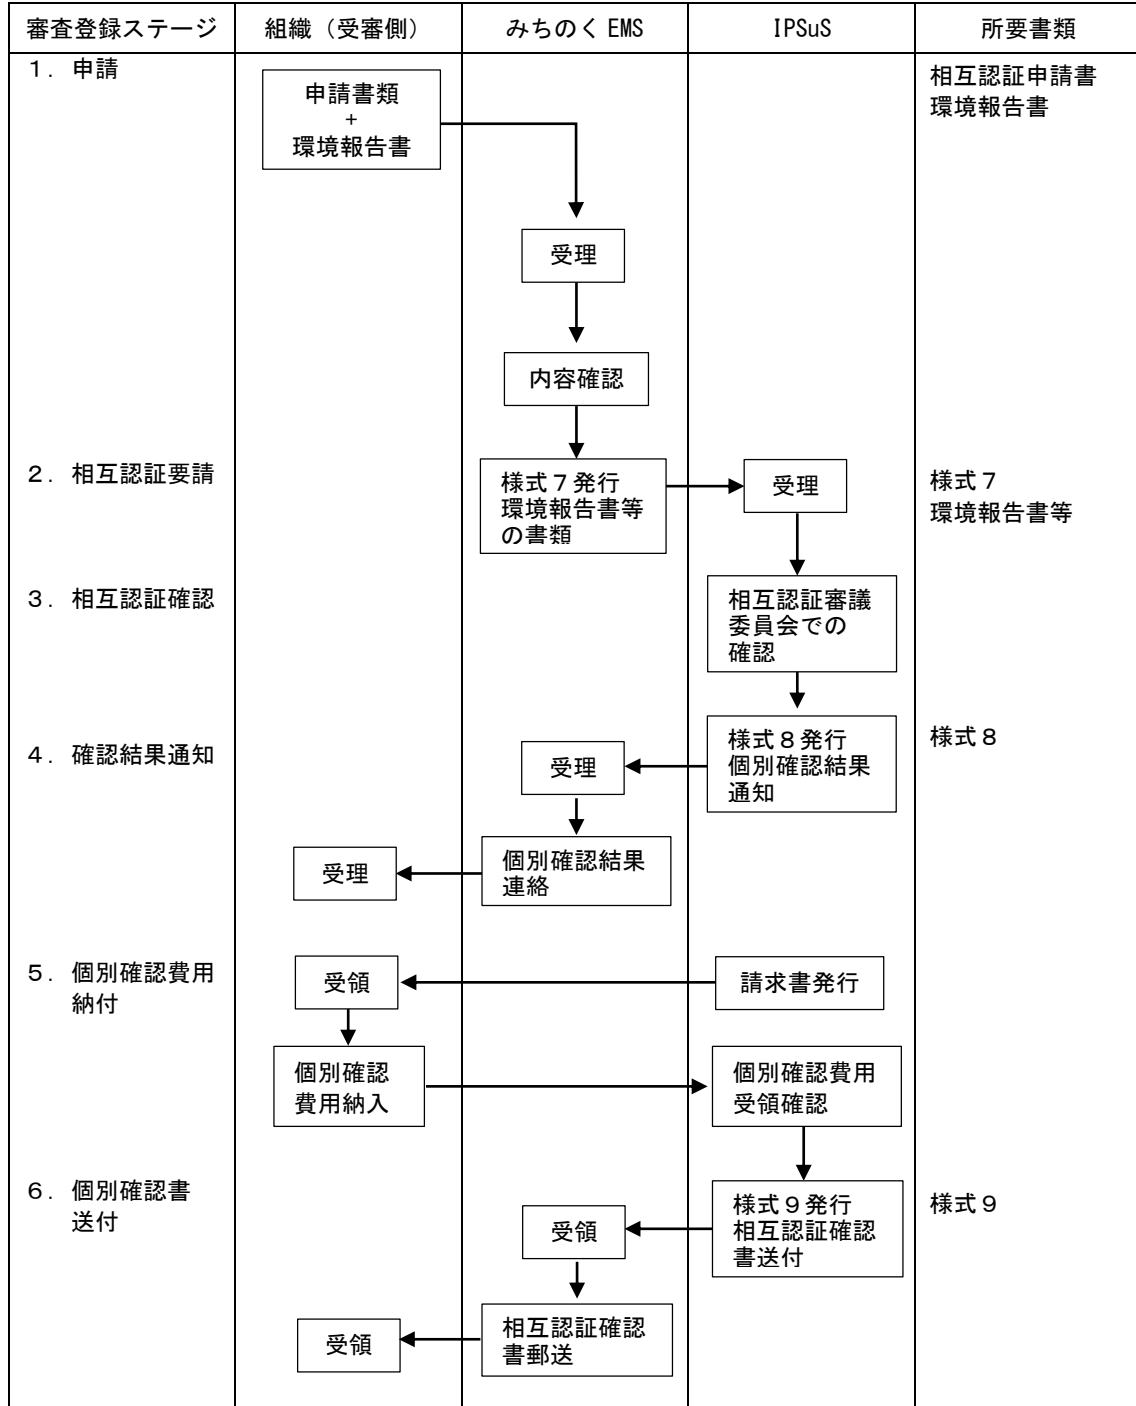 審査登録ステージ
組織（受審側）
みちのくEMS
IPSuS
所要書類
１．申請
申請書類
+
環境報告書
相互認証申請書
環境報告書
受理
内容確認
２．相互認証要請
様式７発行
環境報告書等
の書類
受理
様式７
環境報告書等
３．相互認証確認
相互認証審議
委員会での
確認
４．確認結果通知
受理
様式８発行
個別確認結果
通知
様式８
受理
個別確認結果
連絡
５．個別確認費用
納付
受領
請求書発行
個別確認
費用納入
個別確認費用
受領確認
６．個別確認書
送付
受領
様式９発行
相互認証確認
書送付
様式９
受領
相互認証確認
書郵送